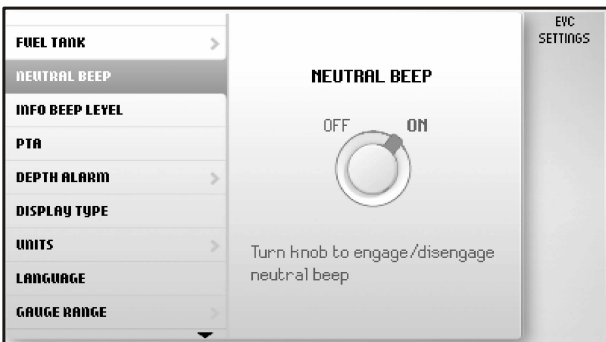 FUEL TANK
NEUTRAL BEEP
INFO BEEP LEVEL
PTA
DEPTH ALARM
DISPLAY TYPE
UNITS
LANGUAGE
GAUGE RANGE
NEUTRAL BEEP
OFF ON
Turn knob to engage/disengage
neutral beep
EVC
SETTINGS